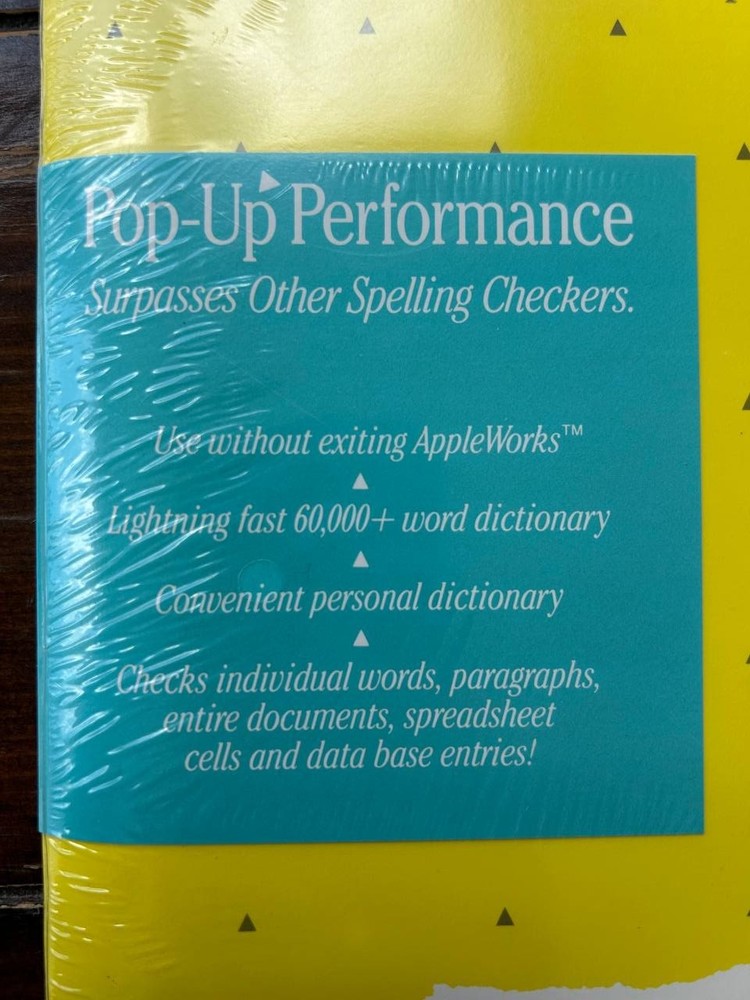 Pop-Up Performance
Surpasses Other Spelling Checkers.
Use without exiting AppleWorks™
Lightning fast 60,000+ word dictionary
Convenient personal dictionary
Checks individual words, paragraphs,
entire documents, spreadsheet
cells and data base entries!